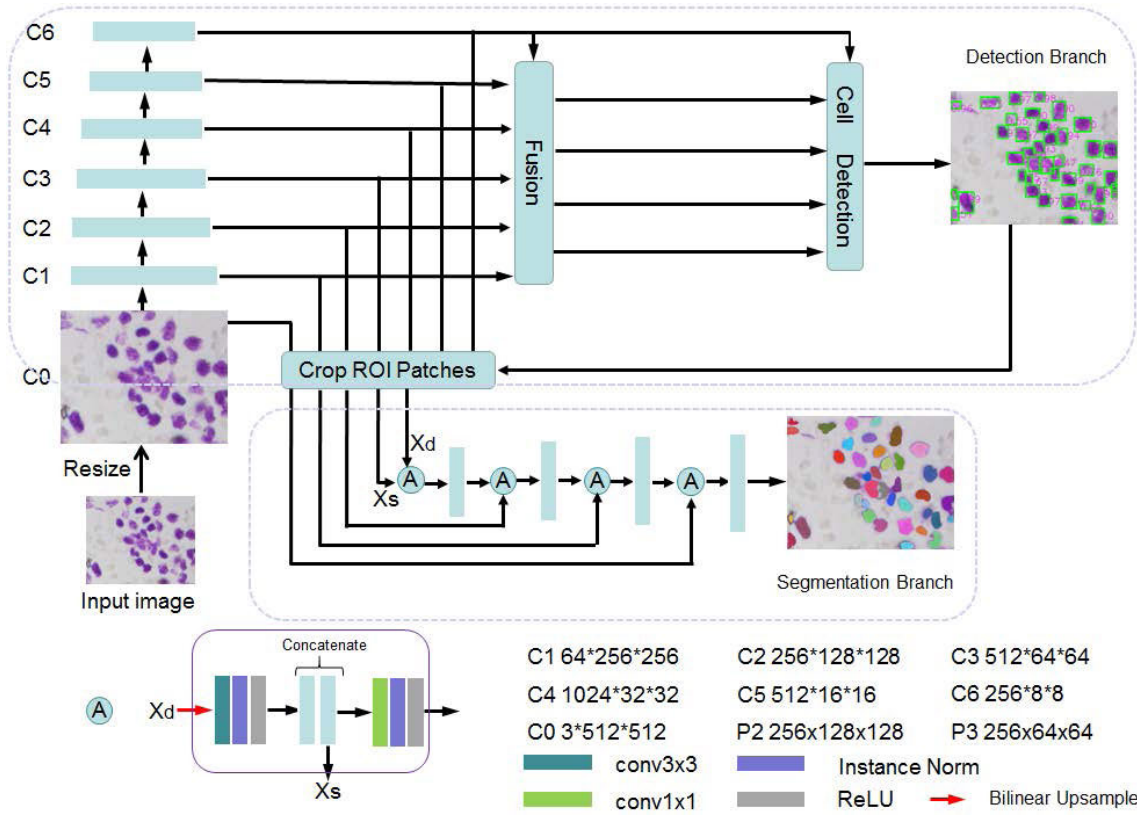 C6
C5
C4
C3
C2
C1
C0
Fusion
Cell Detection
Detection Branch
Crop ROI Patches
Resize
Input image
Xd
Xs
A
A
A
A
Segmentation Branch
Concatenate
A
Xd
Xs
C1 64*256*256
C2 256*128*128
C3 512*64*64
C4 1024*32*32
C5 512*16*16
C6 256*8*8
C0 3*512*512
P2 256x128x128
P3 256x64x64
conv3x3
Instance Norm
conv1x1
ReLU
Bilinear Upsample